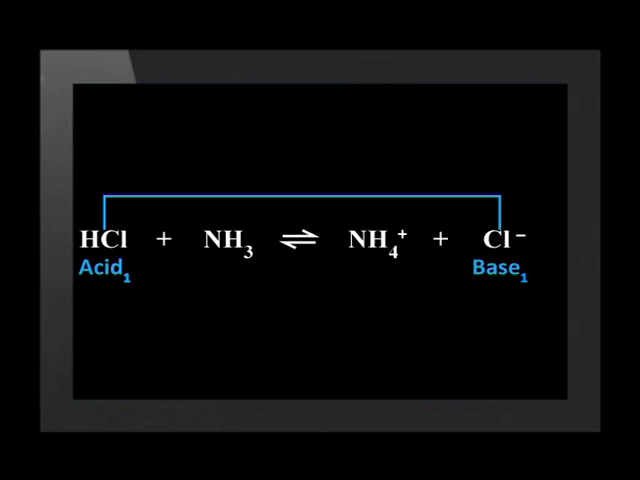 HCl + NH₃ ⇌ NH₄⁺ + Cl⁻
Acid₁ Base₁